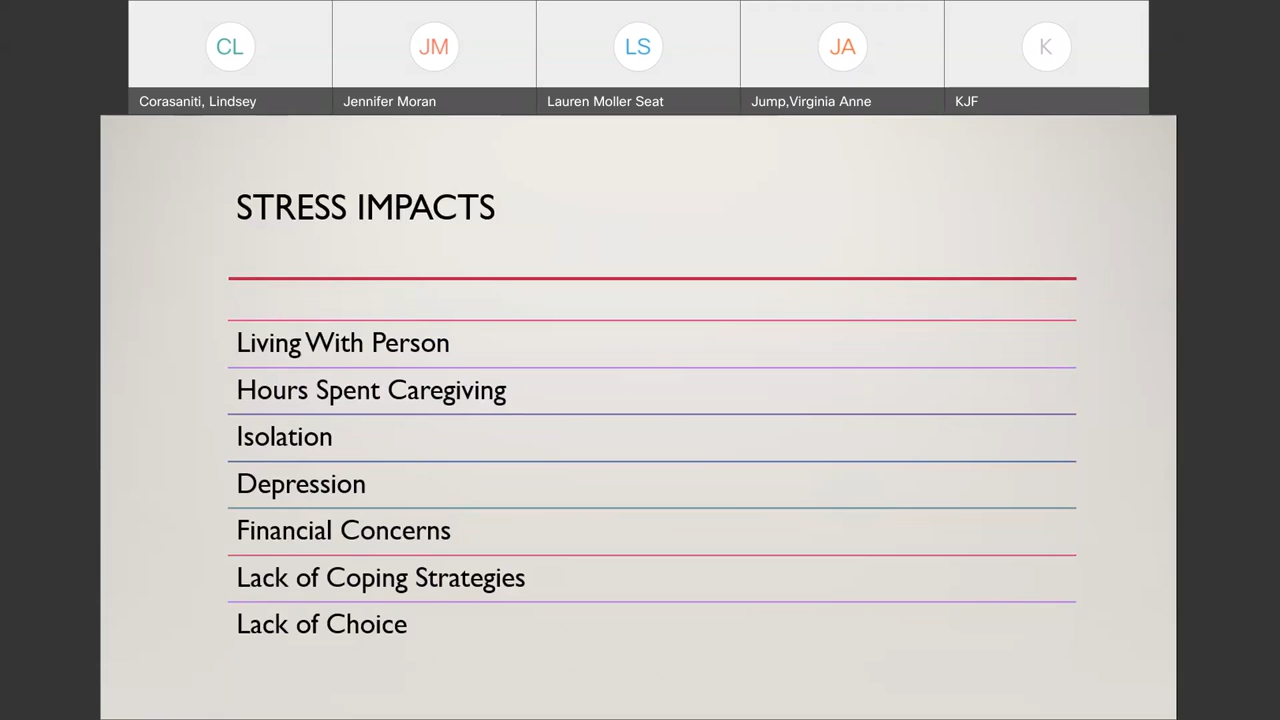 CL
JM
LS
JA
K
Corasaniti, Lindsey
Jennifer Moran
Lauren Moller Seat
Jump,Virginia Anne
KJF
STRESS IMPACTS
Living With Person
Hours Spent Caregiving
Isolation
Depression
Financial Concerns
Lack of Coping Strategies
Lack of Choice